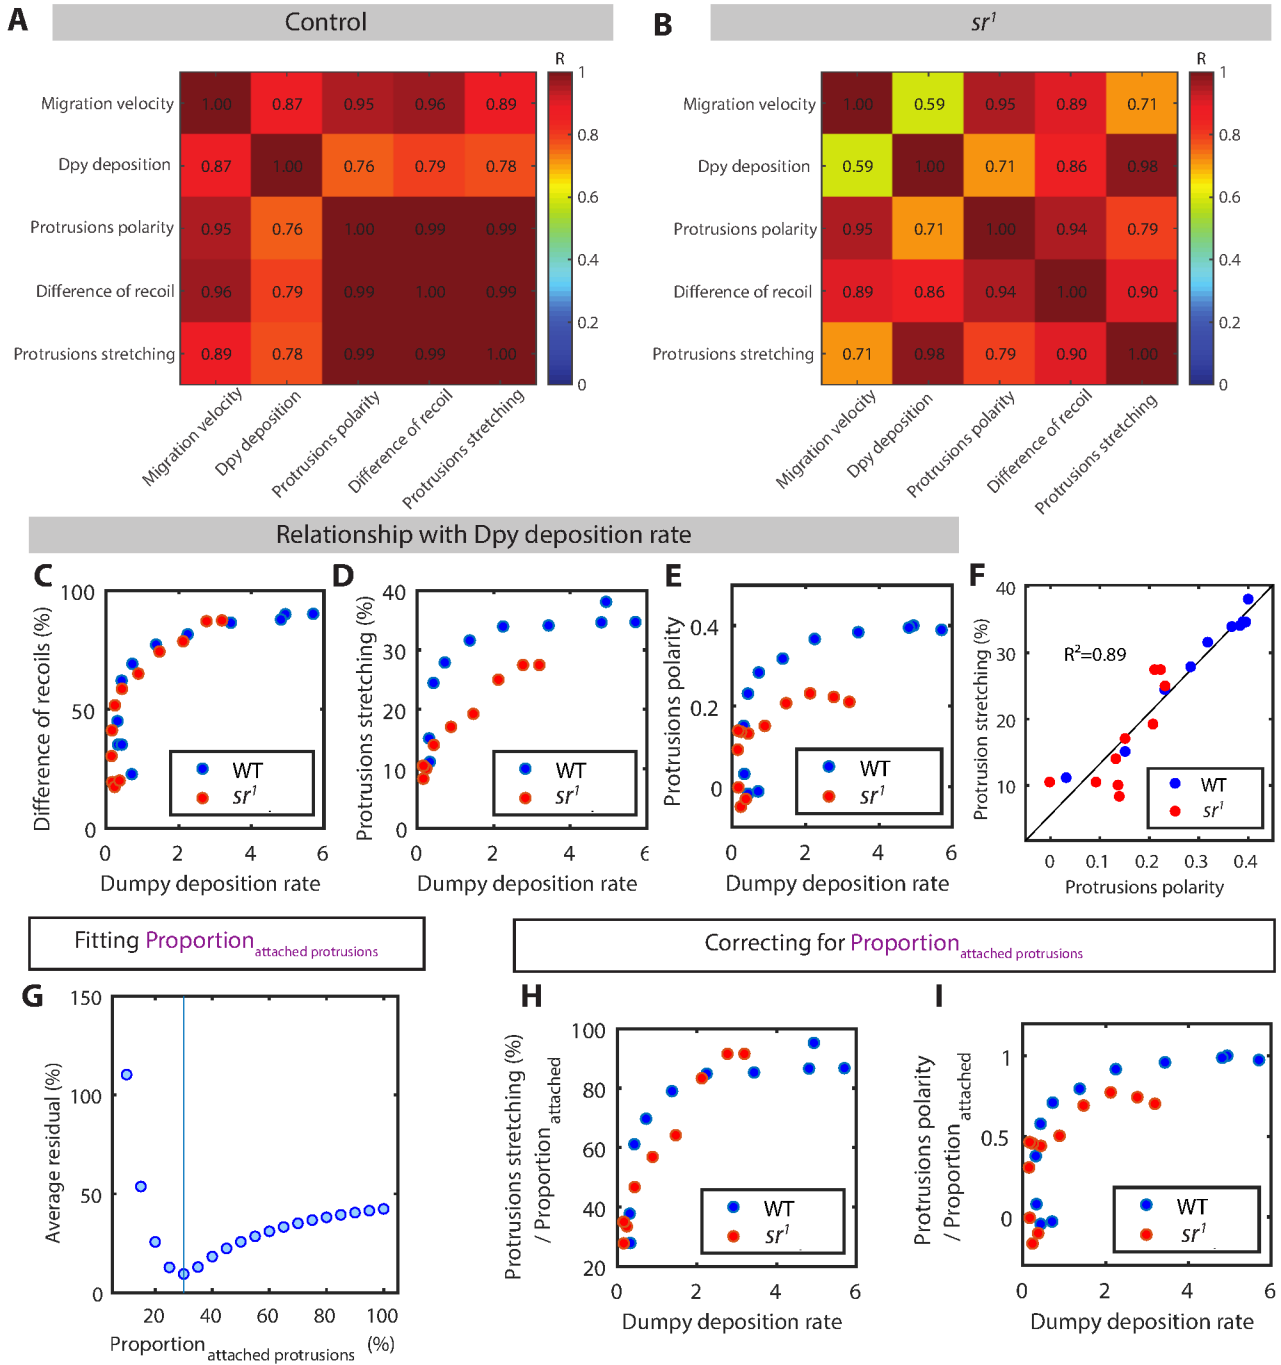 A
Control
R
Migration velocity 1.00 0.87 0.95 0.96 0.89
Dpy deposition 0.87 1.00 0.76 0.79 0.78
Protrusions polarity 0.95 0.76 1.00 0.99 0.99
Difference of recoil 0.96 0.79 0.99 1.00 0.99
Protrusions stretching 0.89 0.78 0.99 0.99 1.00
1
0.8
0.6
0.4
0.2
0
Migration velocity
Dpy deposition
Protrusions polarity
Difference of recoil
Protrusions stretching
B
sr¹
R
Migration velocity 1.00 0.59 0.95 0.89 0.71
Dpy deposition 0.59 1.00 0.71 0.86 0.98
Protrusions polarity 0.95 0.71 1.00 0.94 0.79
Difference of recoil 0.89 0.86 0.94 1.00 0.90
Protrusions stretching 0.71 0.98 0.79 0.90 1.00
1
0.8
0.6
0.4
0.2
0
Migration velocity
Dpy deposition
Protrusions polarity
Difference of recoil
Protrusions stretching
Relationship with Dpy deposition rate
C
Difference of recoils (%)
100
50
0
WT
sr¹
0 2 4 6
Dumpy deposition rate
D
Protrusions stretching (%)
40
30
20
10
0
WT
sr¹
0 2 4
Dumpy deposition rate
E
Protrusions polarity
0.4
0.2
0
WT
sr¹
0 2 4 6
Dumpy deposition rate
F
Protrusion stretching (%)
40
30
20
10
R²=0.89
WT
sr¹
0 0.1 0.2 0.3 0.4
Protrusions polarity
Fitting Proportion attached protrusions
G
Average residual (%)
150
100
50
0
20 40 60 80 100
Proportion attached protrusions (%)
Correcting for Proportion attached protrusions
H
Protrusions stretching (%)
/ Proportion attached
100
80
60
40
20
WT
sr¹
0 2 4 6
Dumpy deposition rate
I
Protrusions polarity
/ Proportion attached
1
0.5
0
WT
sr¹
0 2 4 6
Dumpy deposition rate